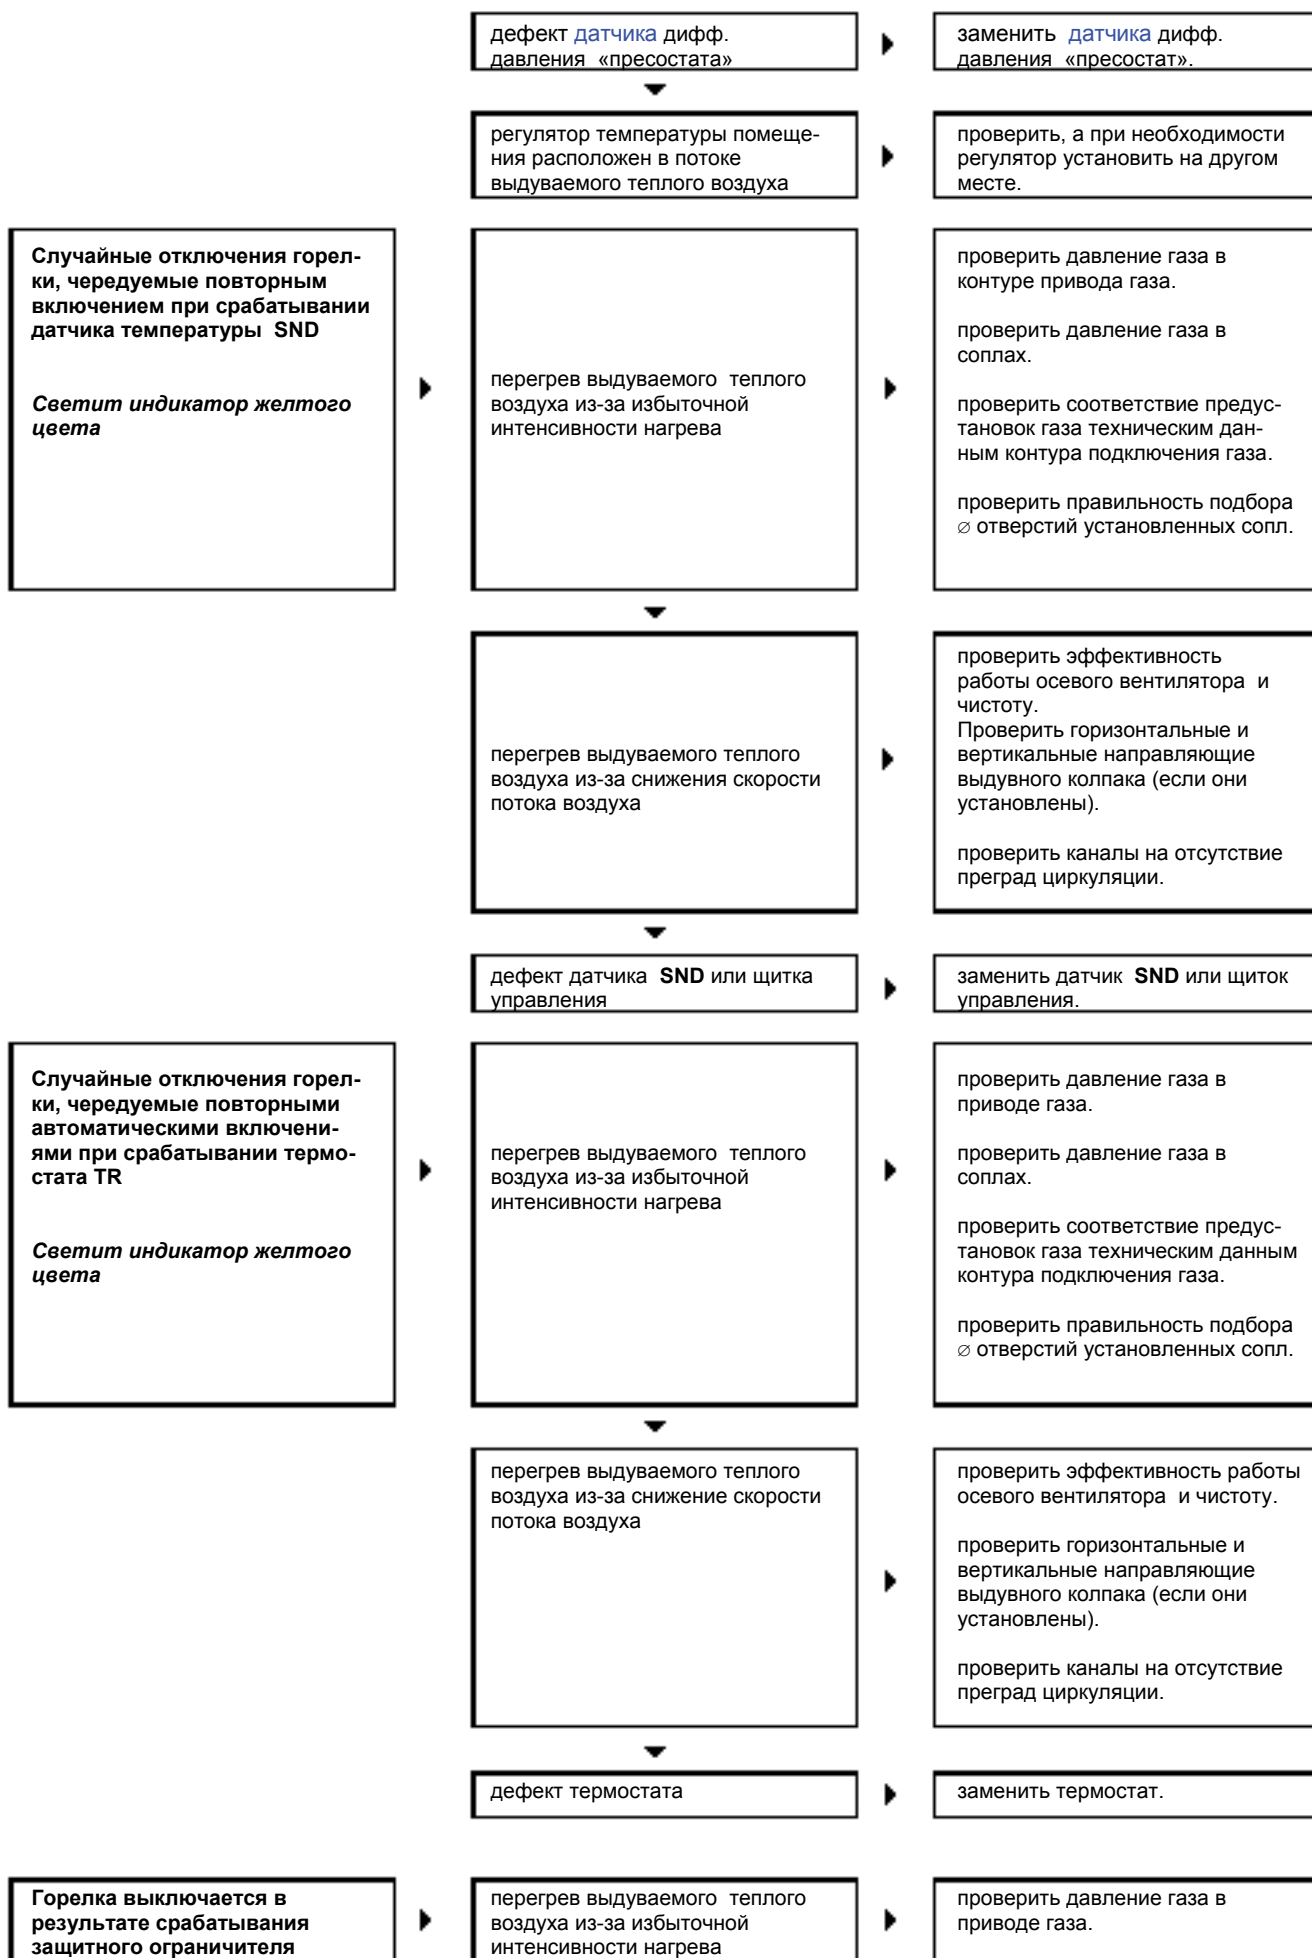 дефект датчика дифф.
давления «пресостата»
заменить датчика дифф.
давления «пресостат».
регулятор температуры помеще-
ния расположен в потоке
выдуваемого теплого воздуха
проверить, а при необходимости
регулятор установить на другом
месте.
Случайные отключения горел-
ки, чередуемые повторным
включением при срабатывании
датчика температуры SND
Светит индикатор желтого
цвета
перегрев выдуваемого теплого
воздуха из-за избыточной
интенсивности нагрева
проверить давление газа в
контуре привода газа.
проверить давление газа в
соплах.
проверить соответствие предус-
тановок газа техническим дан-
ным контура подключения газа.
проверить правильность подбора
∅ отверстий установленных сопл.
перегрев выдуваемого теплого
воздуха из-за снижения скорости
потока воздуха
проверить эффективность
работы осевого вентилятора и
чистоту.
Проверить горизонтальные и
вертикальные направляющие
выдувного колпака (если они
установлены).
проверить каналы на отсутствие
преград циркуляции.
дефект датчика SND или щитка
управления
заменить датчик SND или щиток
управления.
Случайные отключения горел-
ки, чередуемые повторными
автоматическими включени-
ями при срабатывании термо-
стата TR
Светит индикатор желтого
цвета
перегрев выдуваемого теплого
воздуха из-за избыточной
интенсивности нагрева
проверить давление газа в
приводе газа.
проверить давление газа в
соплах.
проверить соответствие предус-
тановок газа техническим данным
контура подключения газа.
проверить правильность подбора
∅ отверстий установленных сопл.
перегрев выдуваемого теплого
воздуха из-за снижение скорости
потока воздуха
проверить эффективность работы
осевого вентилятора и чистоту.
проверить горизонтальные и
вертикальные направляющие
выдувного колпака (если они
установлены).
проверить каналы на отсутствие
преград циркуляции.
дефект термостата
заменить термостат.
Горелка выключается в
результате срабатывания
защитного ограничителя
перегрев выдуваемого теплого
воздуха из-за избыточной
интенсивности нагрева
проверить давление газа в
приводе газа.